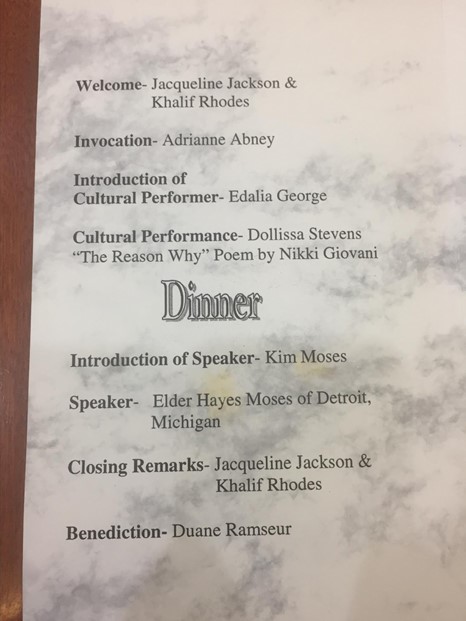 Welcome- Jacqueline Jackson &
Khalif Rhodes
Invocation- Adrianne Abney
Introduction of
Cultural Performer- Edalia George
Cultural Performance- Dollissa Stevens
“The Reason Why” Poem by Nikki Giovani
Dinner
Introduction of Speaker- Kim Moses
Speaker- Elder Hayes Moses of Detroit,
Michigan
Closing Remarks- Jacqueline Jackson &
Khalif Rhodes
Benediction- Duane Ramseur